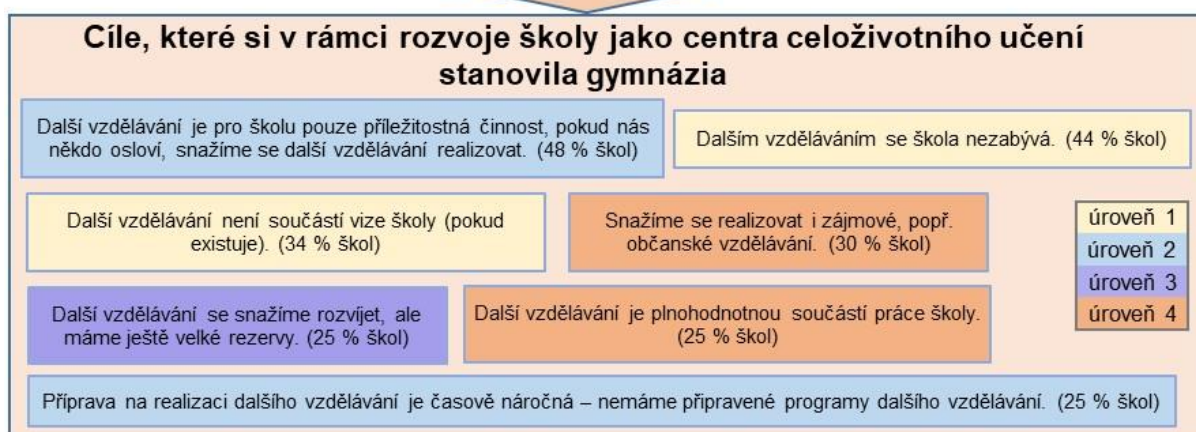 Cíle, které si v rámci rozvoje školy jako centra celoživotního učení
stanovila gymnázia
Další vzdělávání je pro školu pouze příležitostná činnost, pokud nás
někdo osloví, snažíme se další vzdělávání realizovat. (48 % škol)
Dalším vzděláváním se škola nezabývá. (44 % škol)
Další vzdělávání není součástí vize školy (pokud
existuje). (34 % škol)
Snažíme se realizovat i zájmové, popř.
občanské vzdělávání. (30 % škol)
úroveň 1
úroveň 2
úroveň 3
úroveň 4
Další vzdělávání se snažíme rozvíjet, ale
máme ještě velké rezervy. (25 % škol)
Další vzdělávání je plnohodnotnou součástí práce školy.
(25 % škol)
Příprava na realizaci dalšího vzdělávání je časově náročná – nemáme připravené programy dalšího vzdělávání. (25 % škol)